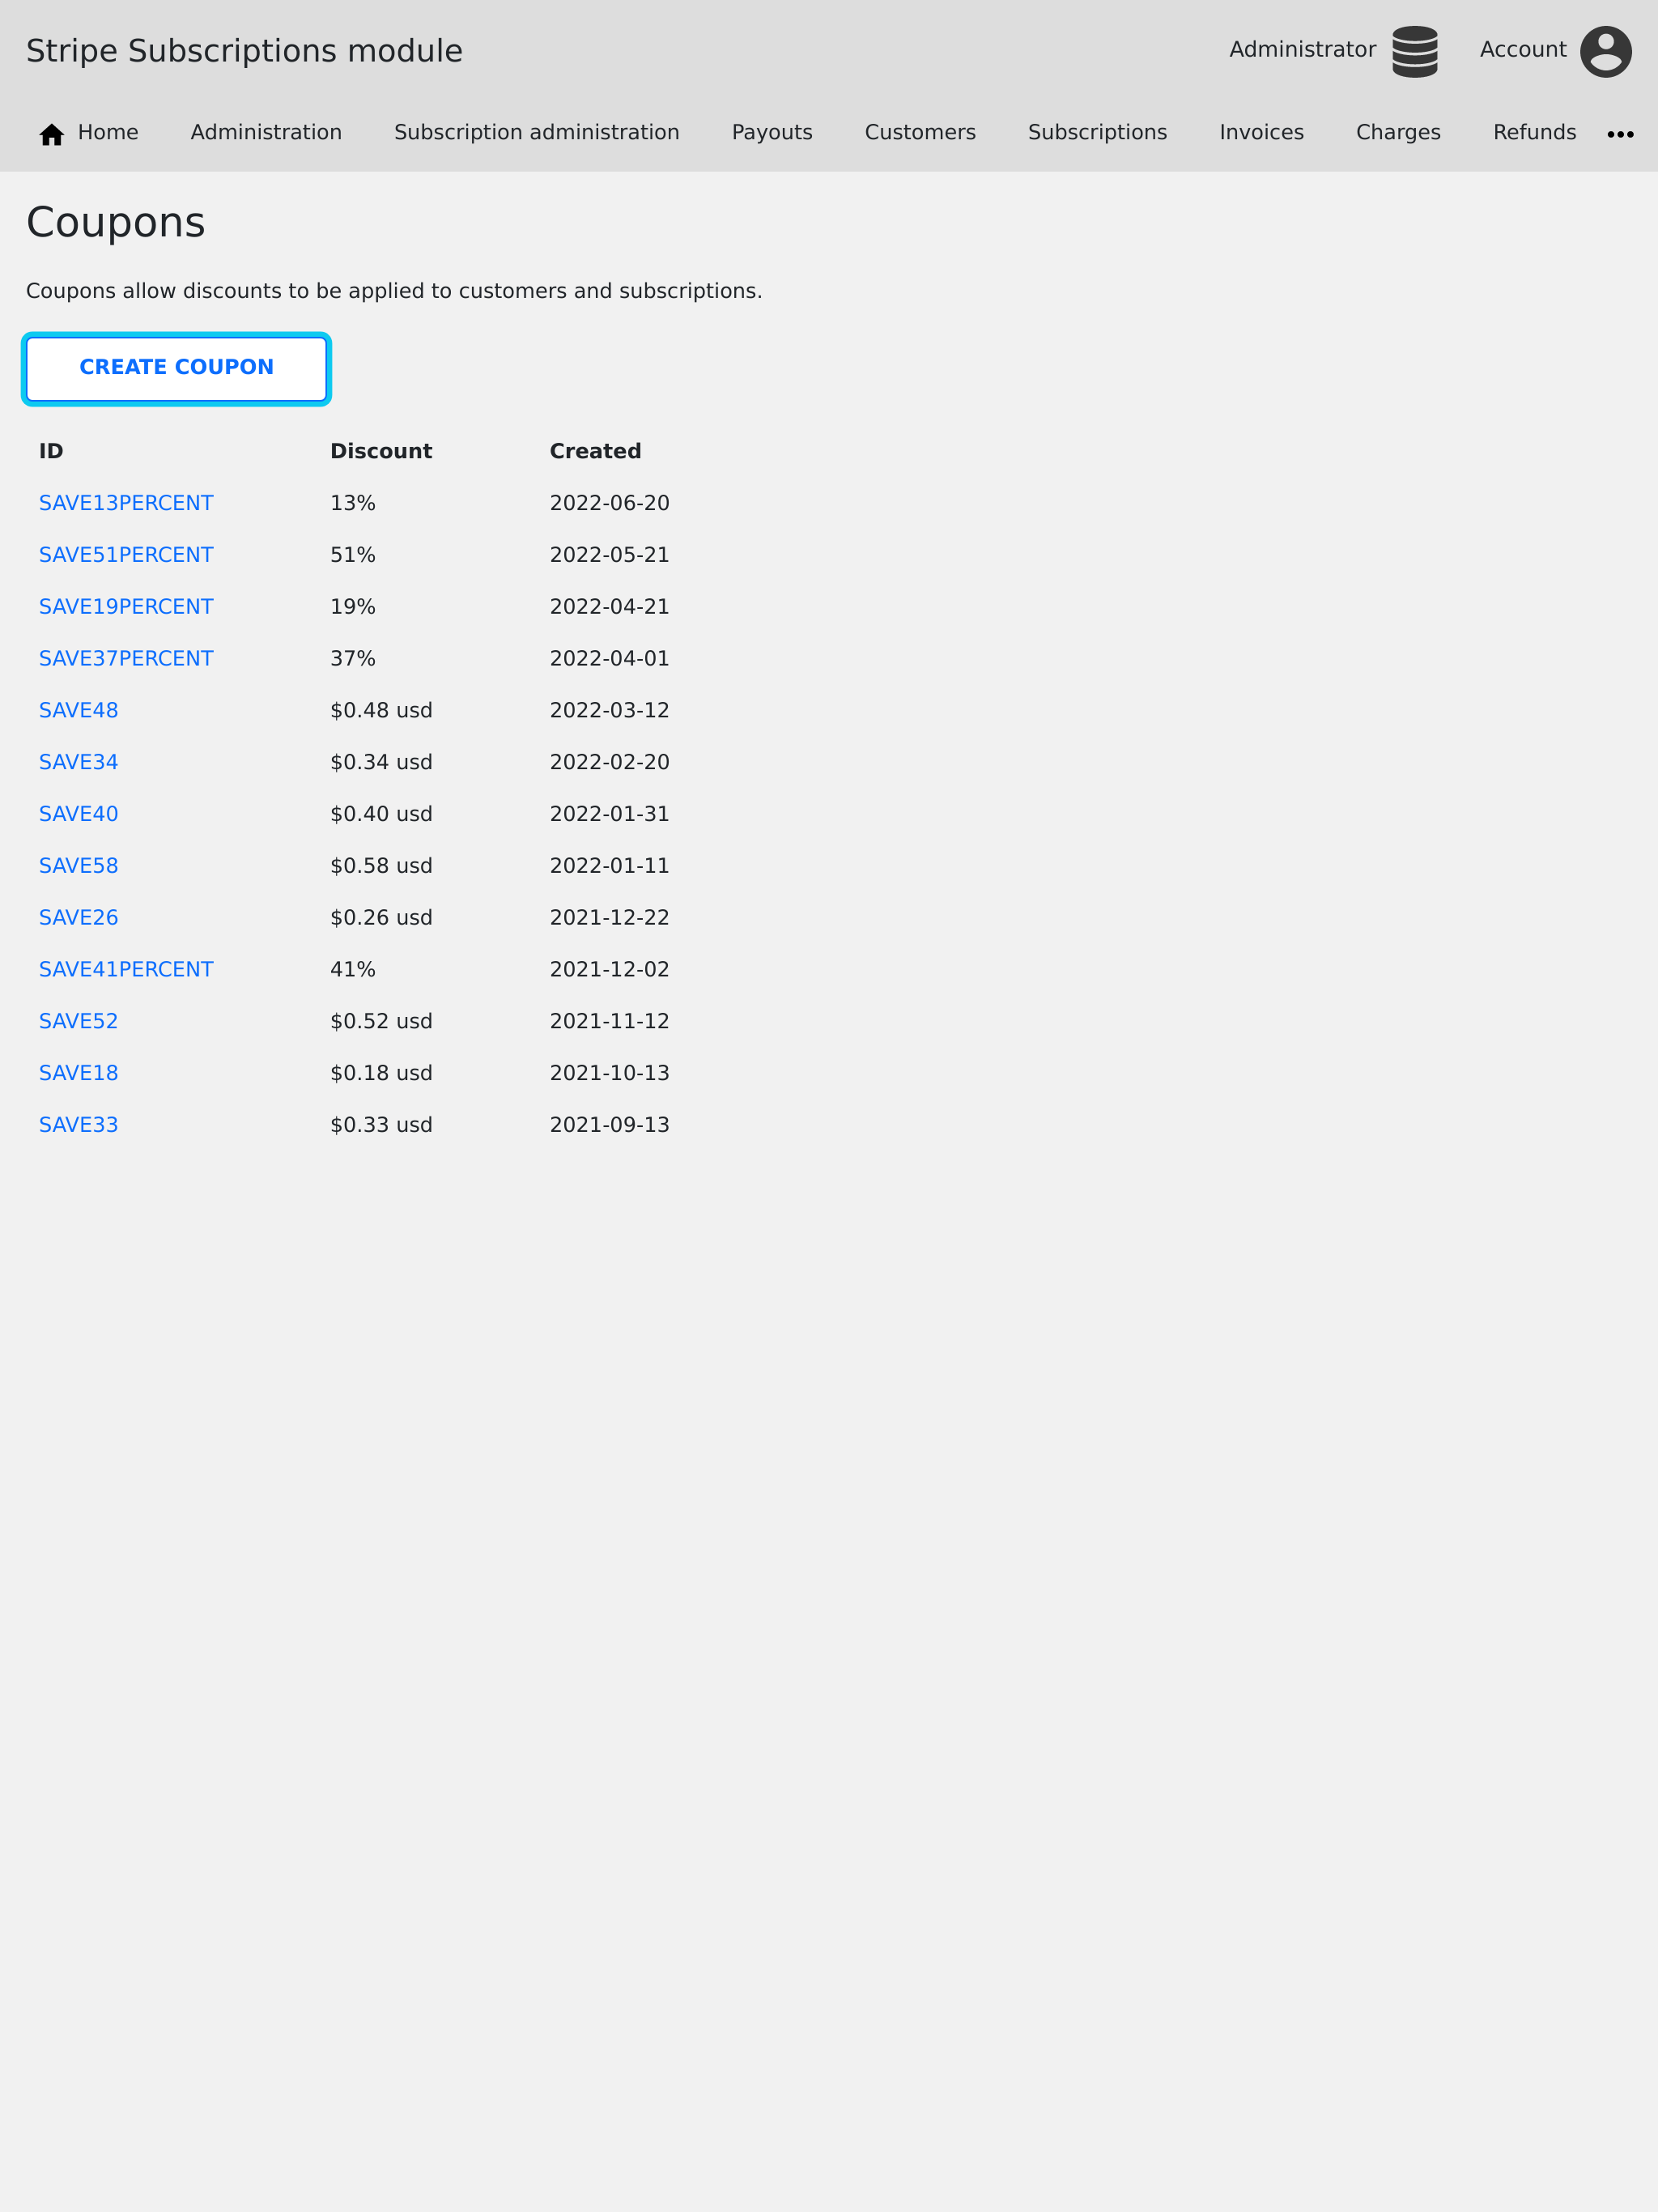 Stripe Subscriptions module
Administrator Account
Home Administration Subscription administration Payouts Customers Subscriptions Invoices Charges Refunds
Coupons
Coupons allow discounts to be applied to customers and subscriptions.
CREATE COUPON
ID Discount Created
SAVE13PERCENT 13% 2022-06-20
SAVE51PERCENT 51% 2022-05-21
SAVE19PERCENT 19% 2022-04-21
SAVE37PERCENT 37% 2022-04-01
SAVE48 $0.48 usd 2022-03-12
SAVE34 $0.34 usd 2022-02-20
SAVE40 $0.40 usd 2022-01-31
SAVE58 $0.58 usd 2022-01-11
SAVE26 $0.26 usd 2021-12-22
SAVE41PERCENT 41% 2021-12-02
SAVE52 $0.52 usd 2021-11-12
SAVE18 $0.18 usd 2021-10-13
SAVE33 $0.33 usd 2021-09-13